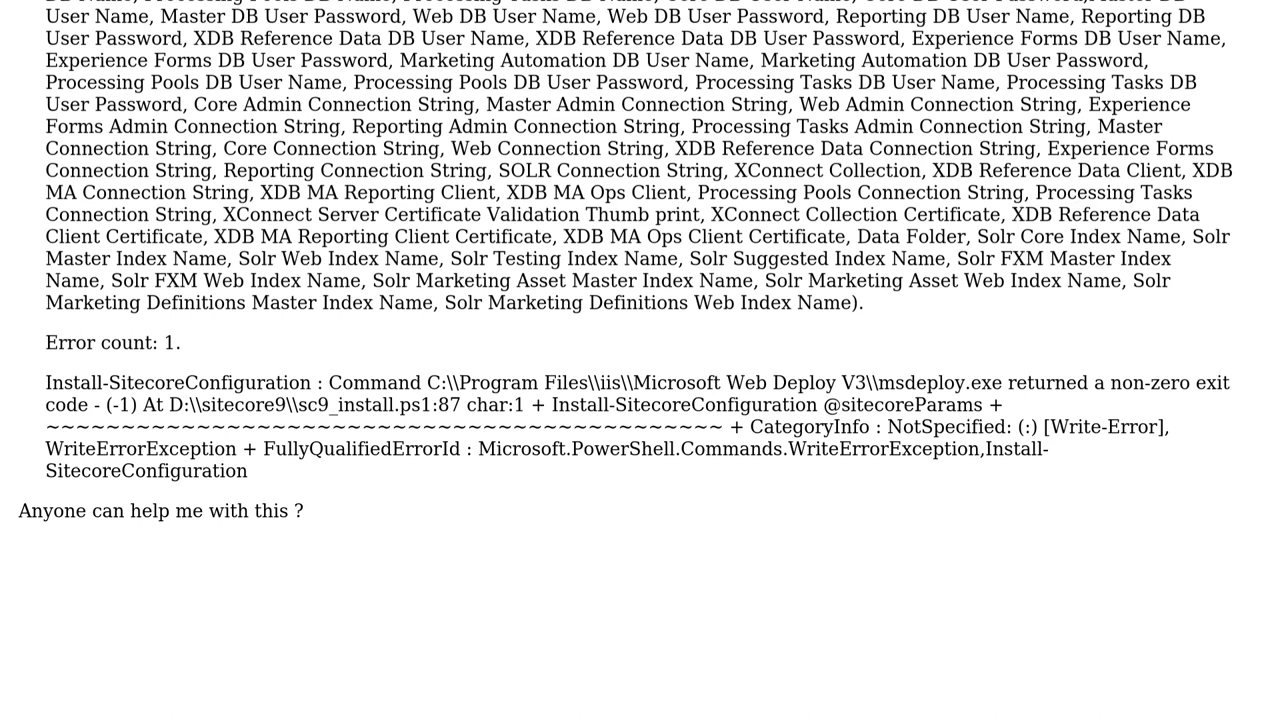 User Name, Master DB User Password, Web DB User Name, Web DB User Password, Reporting DB User Name, Reporting DB
User Password, XDB Reference Data DB User Name, XDB Reference Data DB User Password, Experience Forms DB User Name,
Experience Forms DB User Password, Marketing Automation DB User Name, Marketing Automation DB User Password,
Processing Pools DB User Name, Processing Pools DB User Password, Processing Tasks DB User Name, Processing Tasks DB
User Password, Core Admin Connection String, Master Admin Connection String, Web Admin Connection String, Experience
Forms Admin Connection String, Reporting Admin Connection String, Processing Tasks Admin Connection String, Master
Connection String, Core Connection String, Web Connection String, XDB Reference Data Connection String, Experience Forms
Connection String, Reporting Connection String, SOLR Connection String, XConnect Collection, XDB Reference Data Client, XDB
MA Connection String, XDB MA Reporting Client, XDB MA Ops Client, Processing Pools Connection String, Processing Tasks
Connection String, XConnect Server Certificate Validation Thumb print, XConnect Collection Certificate, XDB Reference Data
Client Certificate, XDB MA Reporting Client Certificate, XDB MA Ops Client Certificate, Data Folder, Solr Core Index Name, Solr
Master Index Name, Solr Web Index Name, Solr Testing Index Name, Solr Suggested Index Name, Solr FXM Master Index
Name, Solr FXM Web Index Name, Solr Marketing Asset Master Index Name, Solr Marketing Asset Web Index Name, Solr
Marketing Definitions Master Index Name, Solr Marketing Definitions Web Index Name).
Error count: 1.
Install-SitecoreConfiguration : Command C:\\Program Files\\iis\\Microsoft Web Deploy V3\\msdeploy.exe returned a non-zero exit
code - (-1) At D:\\sitecore9\\sc9_install.ps1:87 char:1 + Install-SitecoreConfiguration @sitecoreParams +
~~~~~~~~~~~~~~~~~~~~~~~~~~~~~~~~~~~~~~~~~~~~~ + CategoryInfo : NotSpecified: (:) [Write-Error],
WriteErrorException + FullyQualifiedErrorId : Microsoft.PowerShell.Commands.WriteErrorException,Install-
SitecoreConfiguration
Anyone can help me with this ?